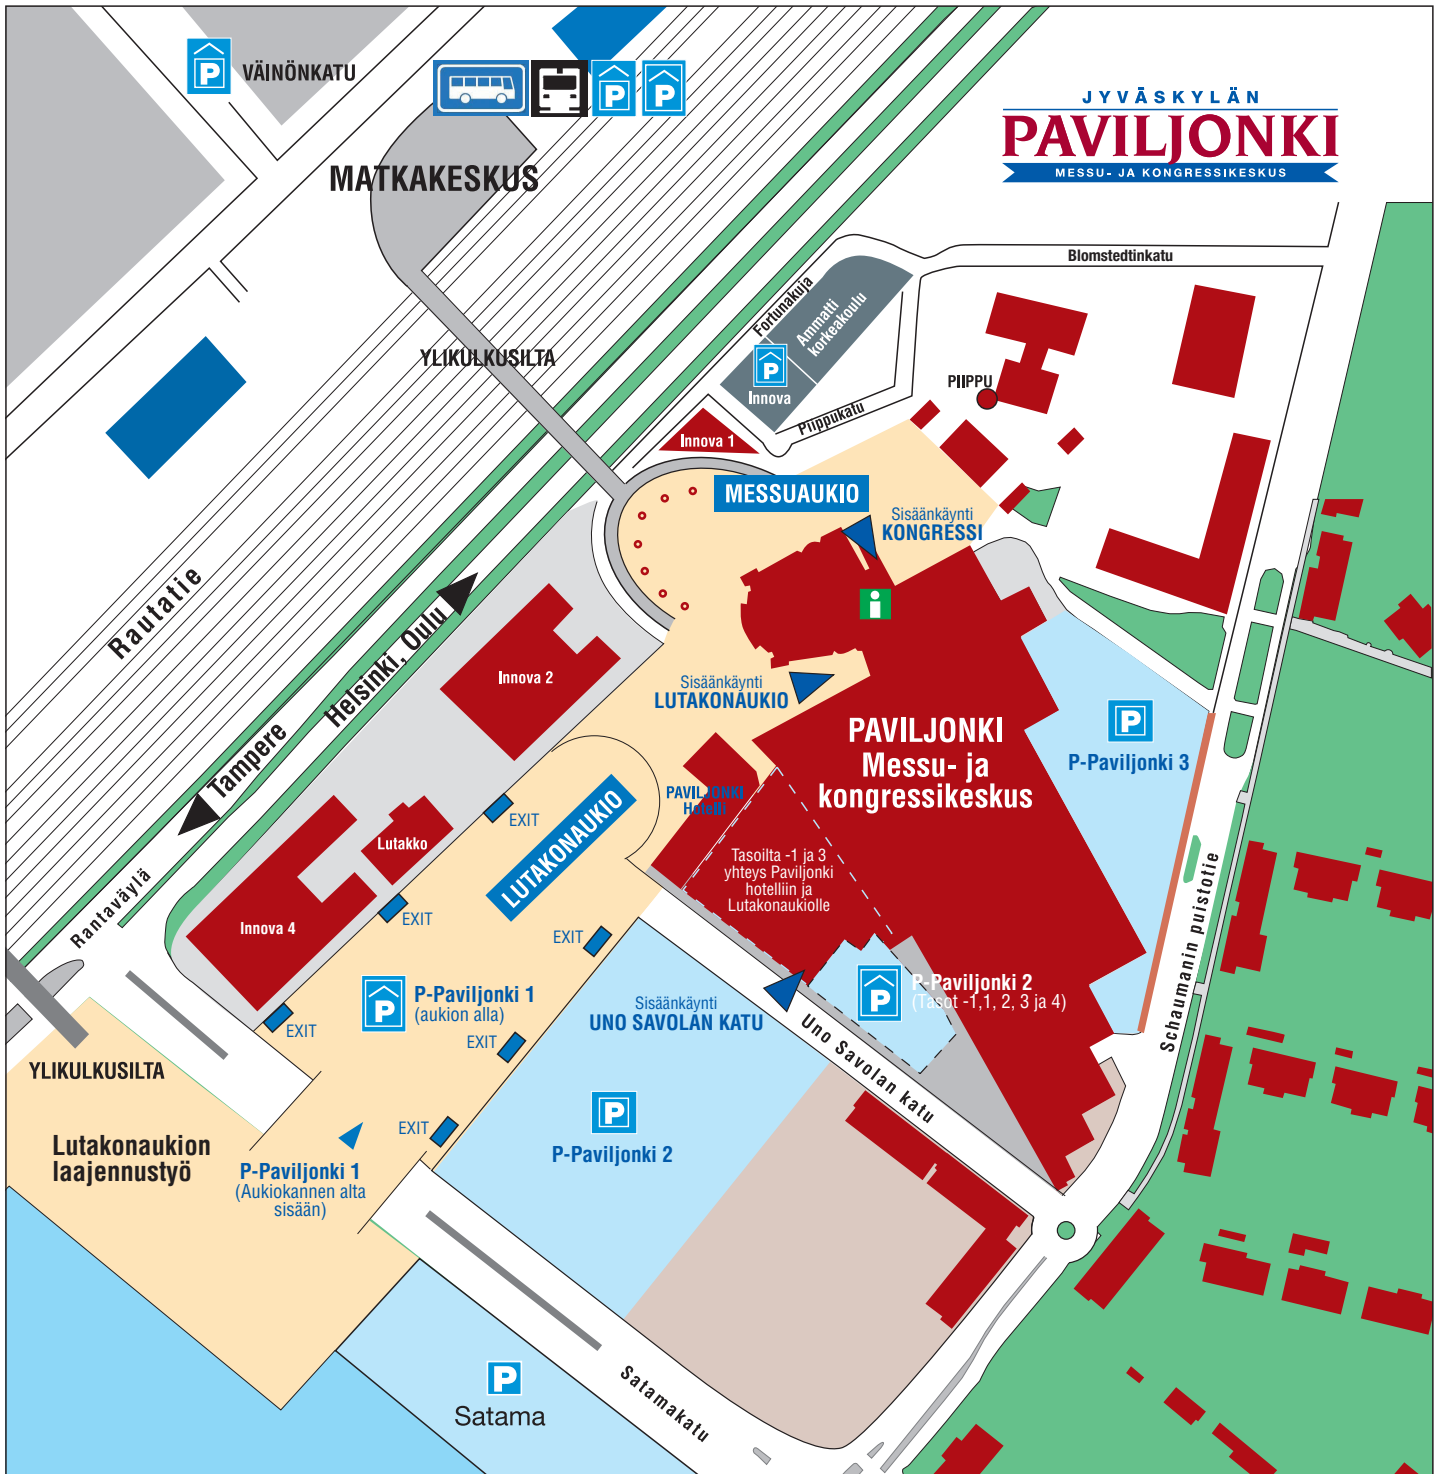 VÄINÖNKATU
JYVÄSKYLÄN
PAVILJONKI
MESSU- JA KONGRESSIKESKUS
MATKAKESKUS
Blomstedtinkatu
Fortunakuja
Ammatti
korkeakoulu
YLIKULKUSILTA
Innova
PIIPPU
Piippukatu
Innova 1
MESSUAUKIO
Sisäänkäynti
KONGRESSI
Rautatie
Helsinki, Oulu
Tampere
Innova 2
Sisäänkäynti
LUTAKONAUKIO
PAVILJONKI
Messu- ja
kongressikeskus
P
P-Paviljonki 3
PAVILJONKI
Hotelli
EXIT
LUTAKONAUKIO
Lutakko
Tasoilta -1 ja 3
yhteys Paviljonki
hotelliin ja
Lutakonaukiolle
Rantaväylä
Innova 4
EXIT
EXIT
Schaumanin puistotie
P
P-Paviljonki 1
(aukion alla)
P
P-Paviljonki 2
(Tasot -1,1, 2, 3 ja 4)
Sisäänkäynti
UNO SAVOLAN KATU
EXIT
EXIT
Uno Savolan katu
YLIKULKUSILTA
P
P-Paviljonki 2
EXIT
Lutakonaukion
laajennustyö
P-Paviljonki 1
(Aukiokannen alta
sisään)
P
Satama
Satamakatu